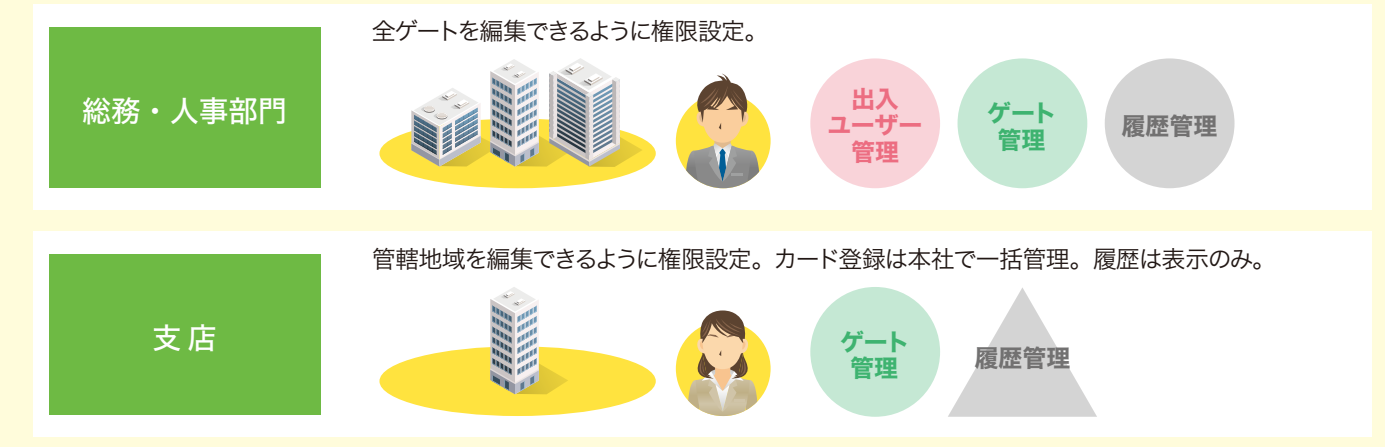 全ゲートを編集できるように権限設定。
総務・人事部門
出入
ユーザー
管理
ゲート
管理
履歴管理
管轄地域を編集できるように権限設定。カード登録は本社で一括管理。履歴は表示のみ。
支店
ゲート
管理
履歴管理